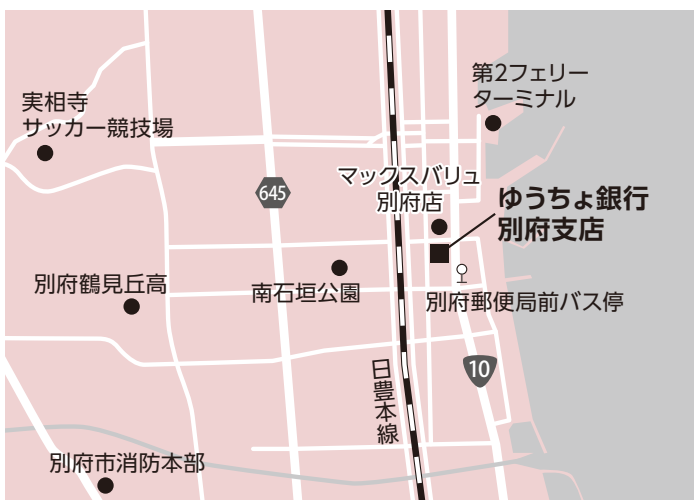 第2フェリー
ターミナル
実相寺
サッカー競技場
マックスバリュ
別府店
645
ゆうちょ銀行
別府支店
別府鶴見丘高
南石垣公園
別府郵便局前バス停
10
日豊本線
別府市消防本部